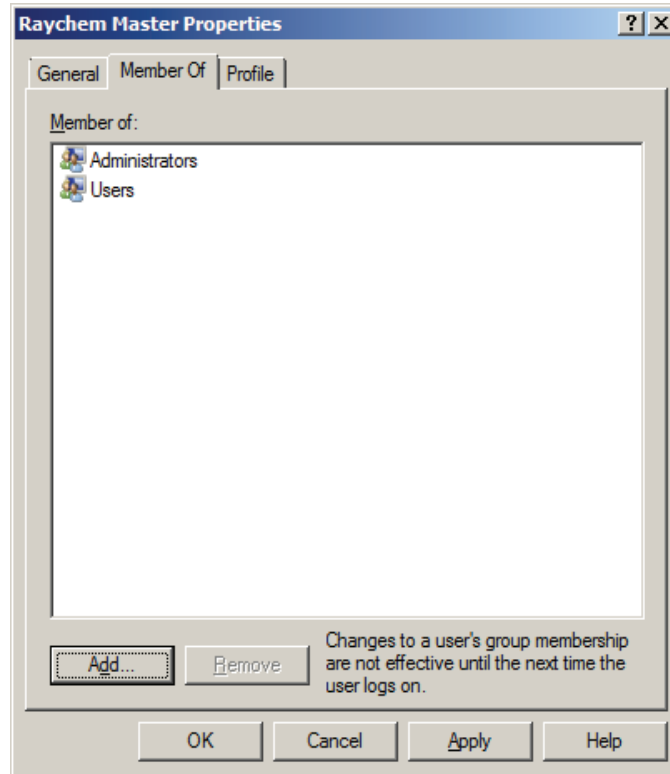 Raychem Master Properties
General Member Of Profile
Member of:
Administrators
Users
Add... Remove
Changes to a user's group membership
are not effective until the next time the
user logs on.
OK Cancel Apply Help